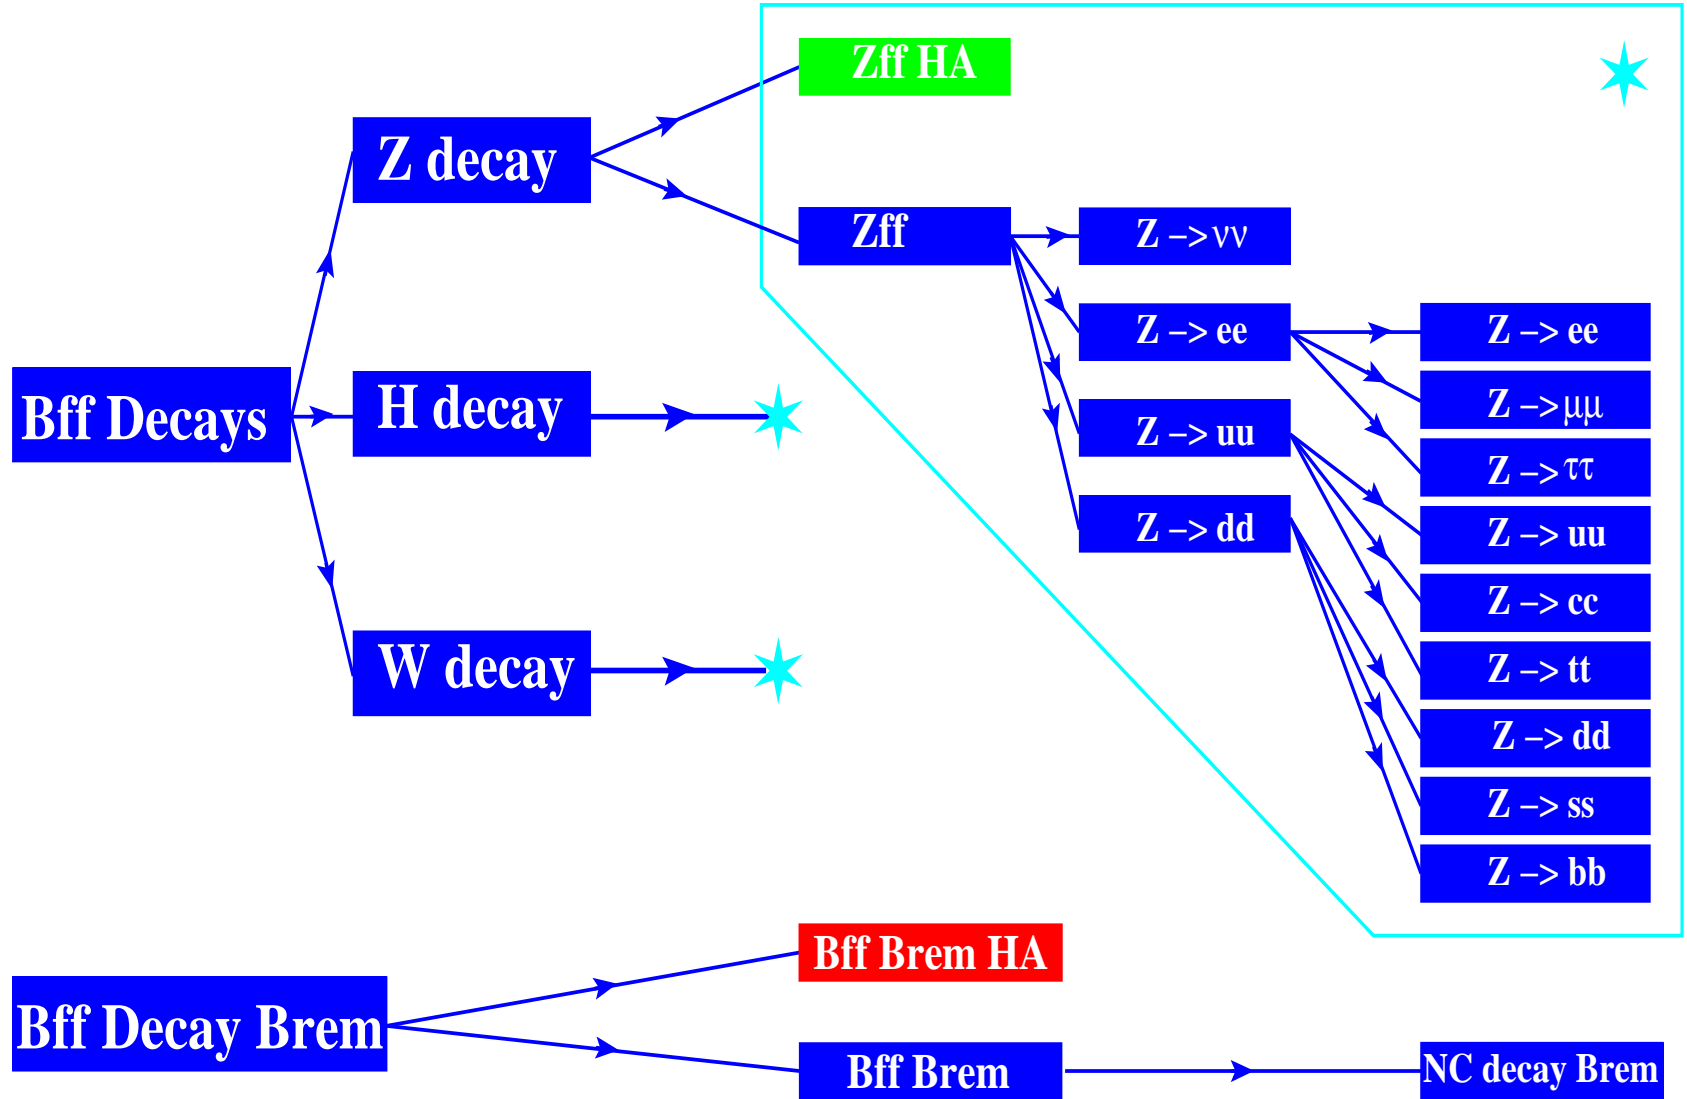 Zff HA
Z decay
Zff
Z –> νν
Z –> ee
Z –> ee
Bff Decays
H decay
Z –> μμ
Z –> uu
Z –> ττ
Z –> dd
Z –> uu
Z –> cc
W decay
Z –> tt
Z –> dd
Z –> ss
Z –> bb
Bff Brem HA
Bff Decay Brem
Bff Brem
NC decay Brem